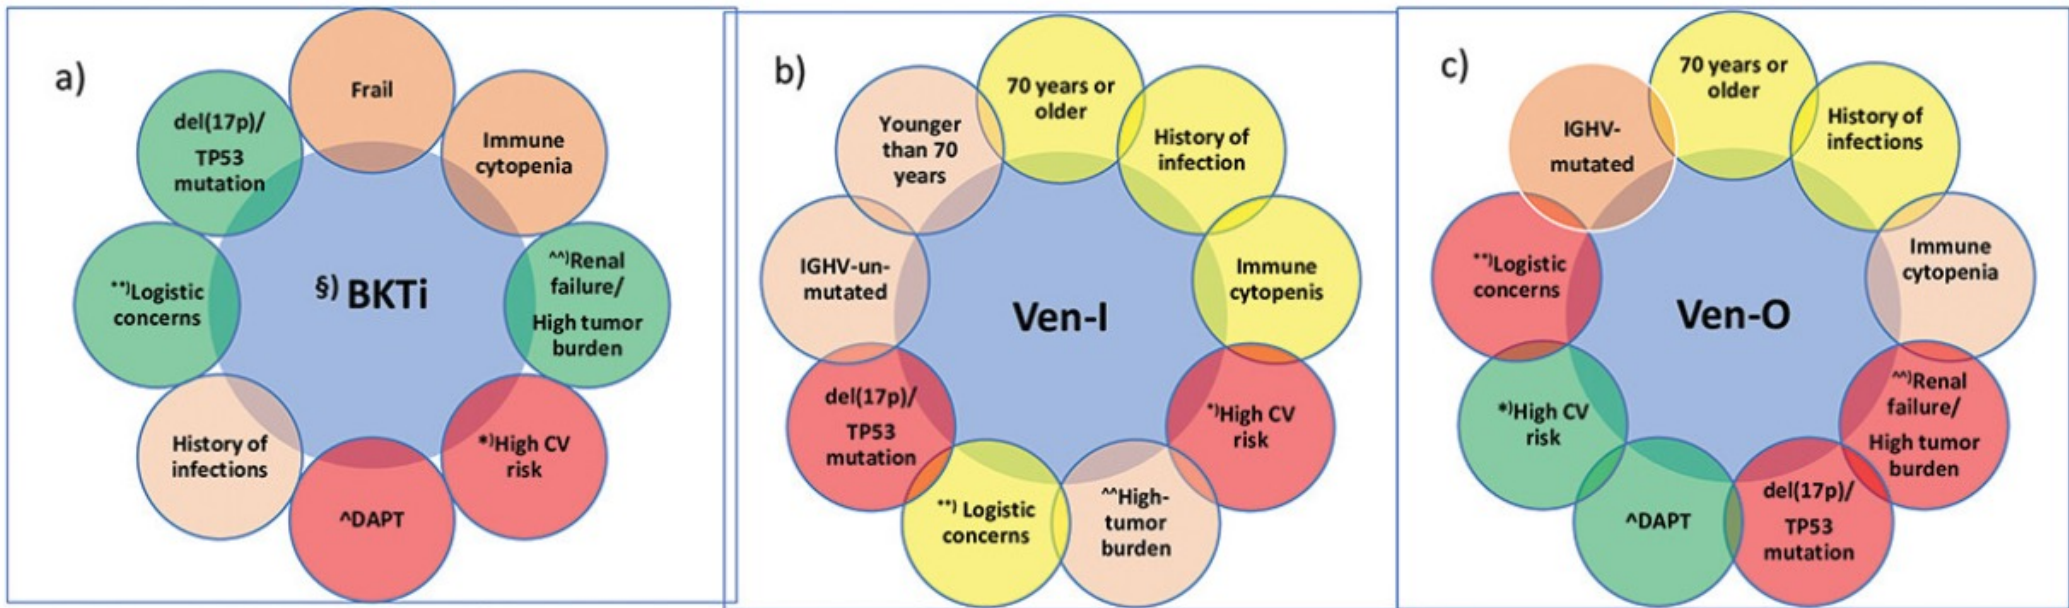 a)
Frail
Immune
cytopenia
^^)Renal
failure/
High tumor
burden
*)High CV
risk
^DAPT
History of
infections
**)Logistic
concerns
del(17p)/
TP53
mutation
§) BKTi
b)
70 years or
older
History of
infection
Immune
cytopenis
*)High CV
risk
^^High-
tumor
burden
**) Logistic
concerns
del(17p)/
TP53
mutation
IGHV-un-
mutated
Younger
than 70
years
Ven-I
c)
70 years or
older
History of
infections
Immune
cytopenia
^^)Renal
failure/
High tumor
burden
del(17p)/
TP53
mutation
^DAPT
*)High CV
risk
**)Logistic
concerns
IGHV-
mutated
Ven-O